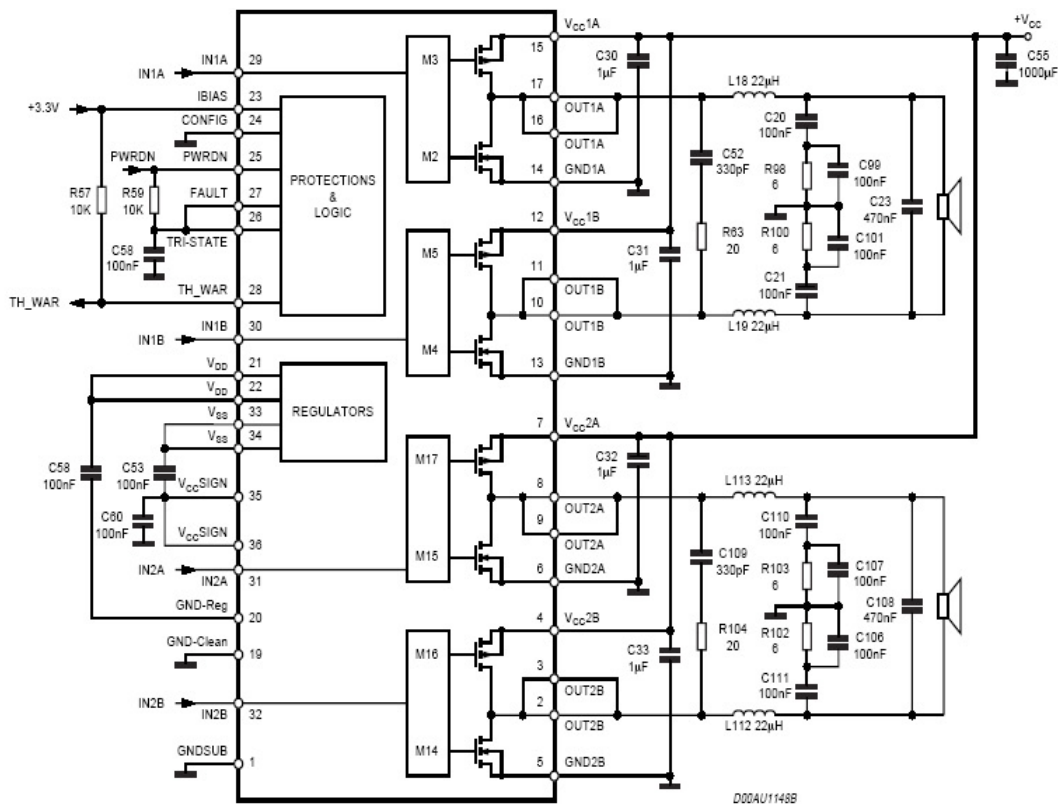 IN1A
IN1A
29
+3.3V
IBIAS
23
CONFIG
24
PWRDN
PWRDN
25
FAULT
27
26
TRI-STATE
R57
10K
R59
10K
C58
100nF
TH_WAR
TH_WAR
28
IN1B
IN1B
30
VDD
21
VDD
22
VSS
33
VSS
34
C58
100nF
C53
100nF
VCCSIGN
35
C60
100nF
VCCSIGN
36
IN2A
IN2A
31
GND-Reg
20
GND-Clean
19
IN2B
IN2B
32
GNDSUB
1
PROTECTIONS
&
LOGIC
REGULATORS
M3
M2
M5
M4
M17
M15
M16
M14
VCC1A
15
17
OUT1A
16
OUT1A
14
GND1A
12
VCC1B
11
OUT1B
10
OUT1B
13
GND1B
7
VCC2A
8
OUT2A
9
OUT2A
6
GND2A
4
VCC2B
3
OUT2B
2
OUT2B
5
GND2B
C30
1µF
C31
1µF
C32
1µF
C33
1µF
+VCC
C55
1000µF
L18 22µH
C20
100nF
C52
330pF
R98
6
C99
100nF
C23
470nF
R63
20
R100
6
C101
100nF
C21
100nF
L19 22µH
L113 22µH
C110
100nF
C109
330pF
R103
6
C107
100nF
C108
470nF
R104
20
R102
6
C106
100nF
C111
100nF
L112 22µH
D00AU1148B